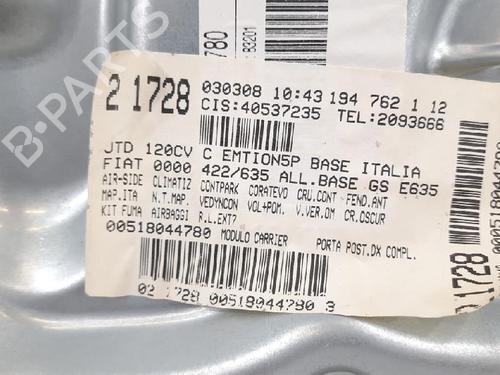 780
B3201
B-PARTS
2 1728
030308 10:43 194 762 1 12
CIS:40537235 TEL:2093666
JTD 120CV C EMTION5P BASE ITALIA
FIAT 0000 422/635 ALL.BASE GS E635
AIR-SIDE CLIMATIZ CONTPARK CORATEVO CRU.CONT FEND.ANT
MAP.ITA N.T.MAP. VEDYNCON VOL+POM. V.VER.OM CR.OSCUR
KIT FUMA AIRBAGGI R.L.EXT?
00518044780 MODULO CARRIER PORTA POST.DX COMPL.
02 1728 00518044780 3
1728